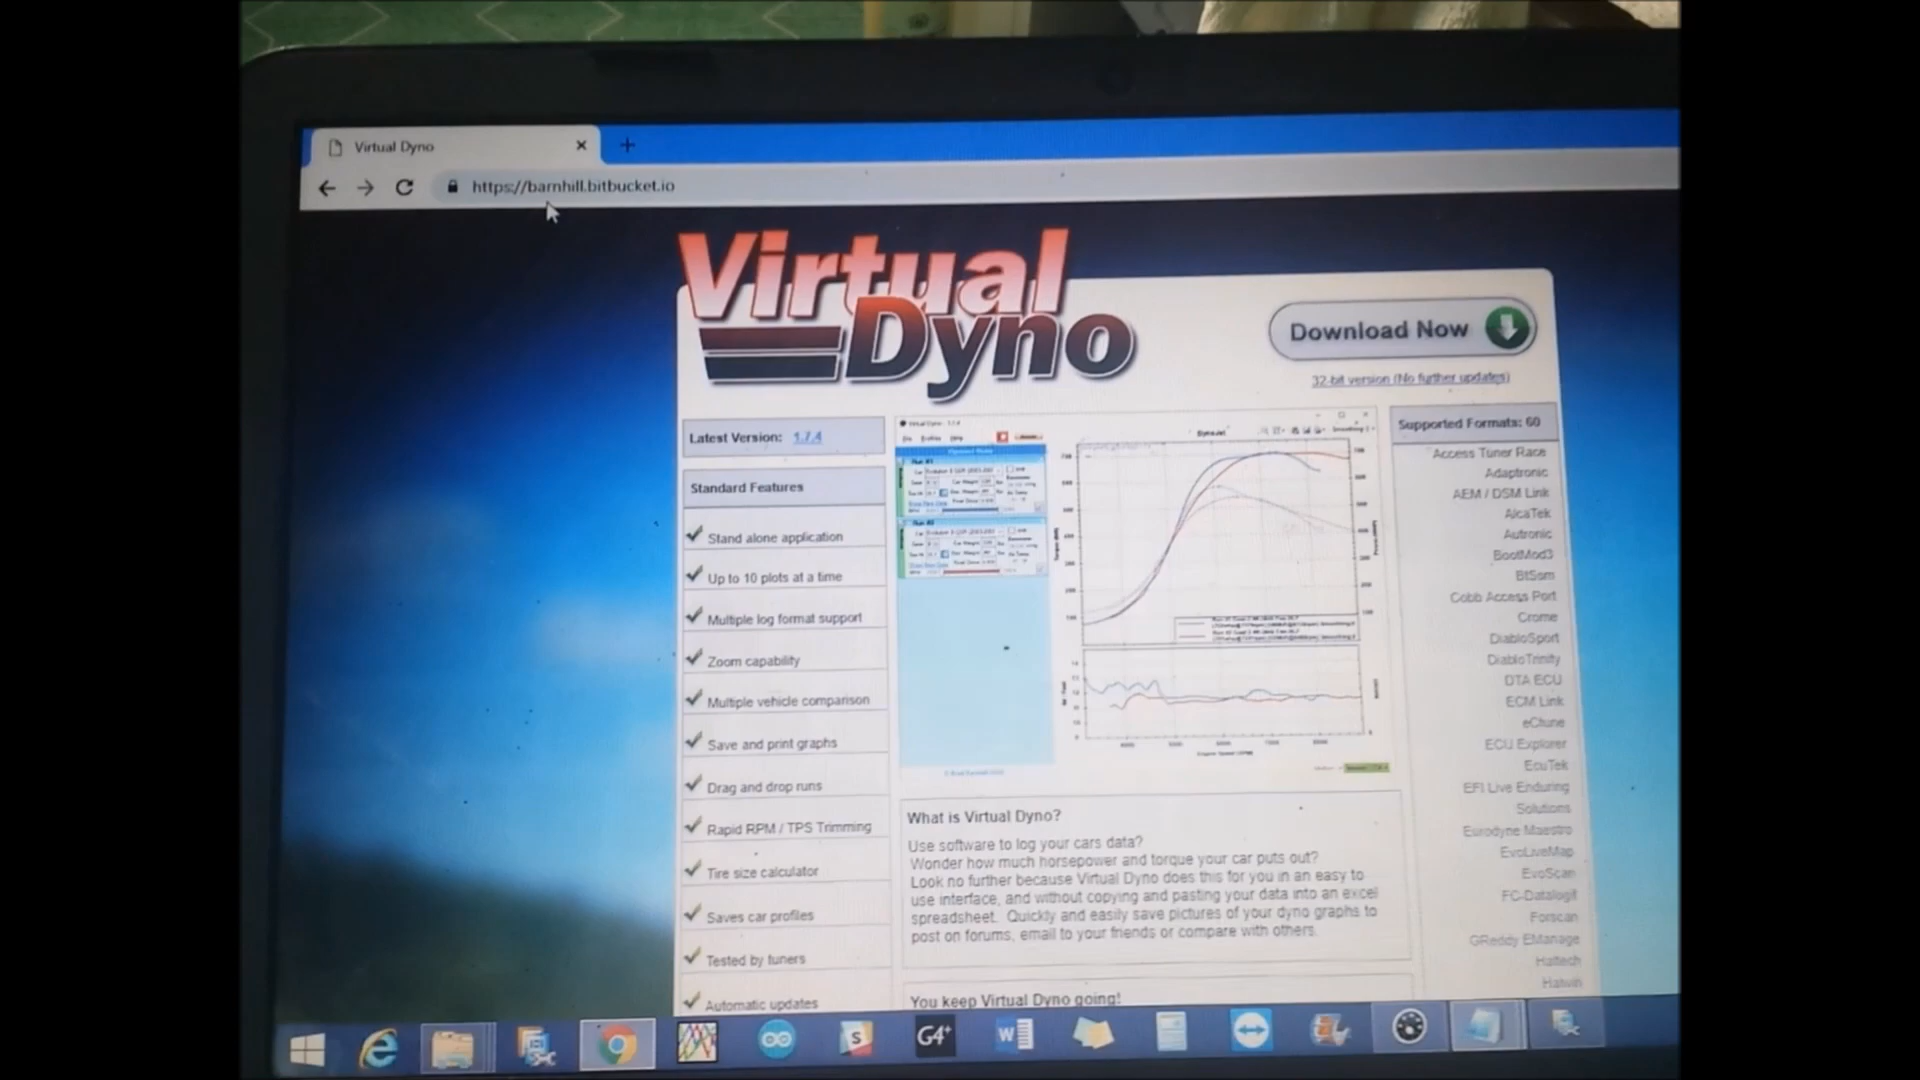 Virtual Dyno
https://barnhill.bitbucket.io
Virtual
Dyno
Download Now
32-bit version (No further updates)
Latest Version: 1.7.4
Standard Features
Stand alone application
Up to 10 plots at a time
Multiple log format support
Zoom capability
Multiple vehicle comparison
Save and print graphs
Drag and drop runs
Rapid RPM / TPS Trimming
Tire size calculator
Saves car profiles
Tested by tuners
Automatic updates
What is Virtual Dyno?
Use software to log your cars data?
Wonder how much horsepower and torque your car puts out?
Look no further because Virtual Dyno does this for you in an easy to
use interface, and without copying and pasting your data into an excel
spreadsheet. Quickly and easily save pictures of your dyno graphs to
post on forums, email to your friends or compare with others.
You keep Virtual Dyno going!
Supported Formats: 60
Access Tuner Race
Adaptronic
AEM / DSM Link
AlcaTek
Autronic
BootMod3
BtSsm
Cobb Access Port
Crome
DiabloSport
DiabloTrinity
DTA ECU
ECM Link
eCtune
ECU Explorer
EcuTek
EFI Live Enduring
Solutions
Eurodyne Maestro
EvoLiveMap
EvoScan
FC-Datalogit
Forscan
GReddy EManage
Haltech
G4+